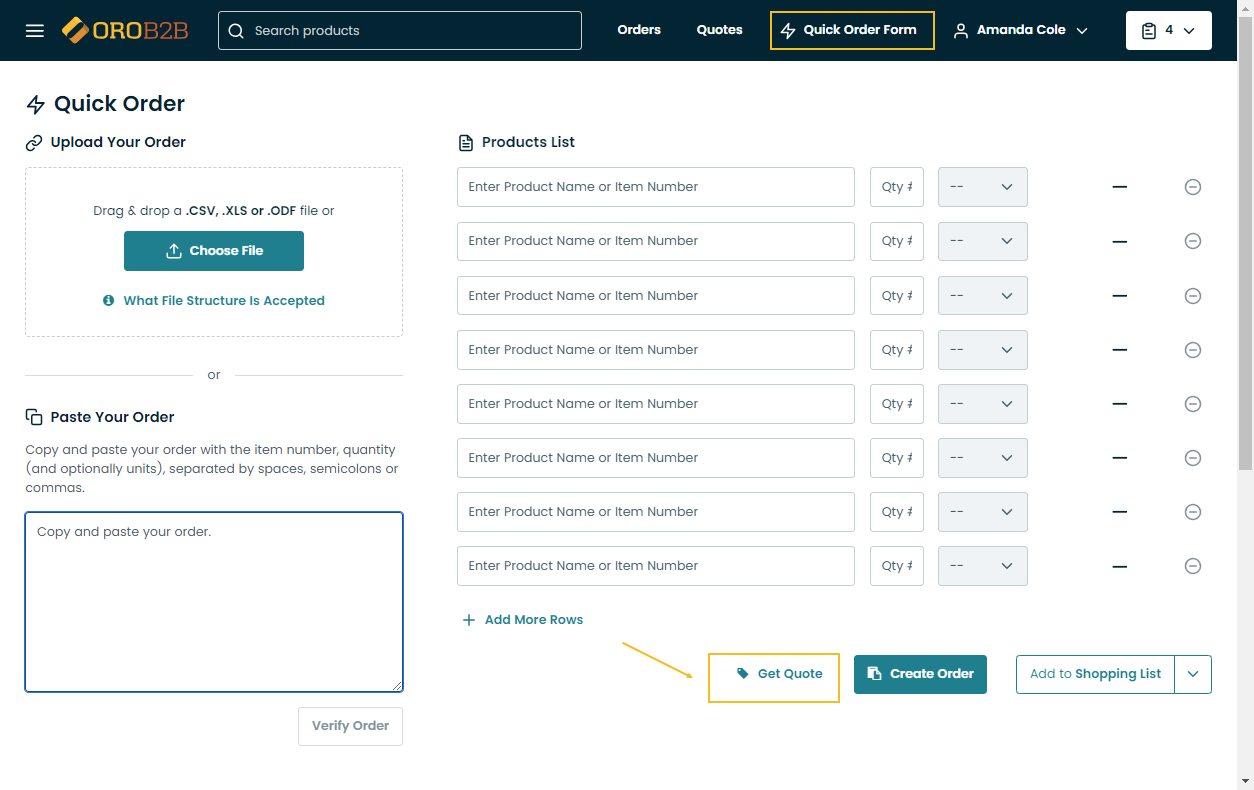 OROB2B
Search products
Orders
Quotes
Quick Order Form
Amanda Cole
4
Quick Order
Upload Your Order
Drag & drop a .CSV, .XLS or .ODF file or
Choose File
What File Structure Is Accepted
or
Paste Your Order
Copy and paste your order with the item number, quantity
(and optionally units), separated by spaces, semicolons or
commas.
Copy and paste your order.
Verify Order
Products List
Enter Product Name or Item Number Qty # --
Enter Product Name or Item Number Qty # --
Enter Product Name or Item Number Qty # --
Enter Product Name or Item Number Qty # --
Enter Product Name or Item Number Qty # --
Enter Product Name or Item Number Qty # --
Enter Product Name or Item Number Qty # --
Enter Product Name or Item Number Qty # --
Add More Rows
Get Quote
Create Order
Add to Shopping List